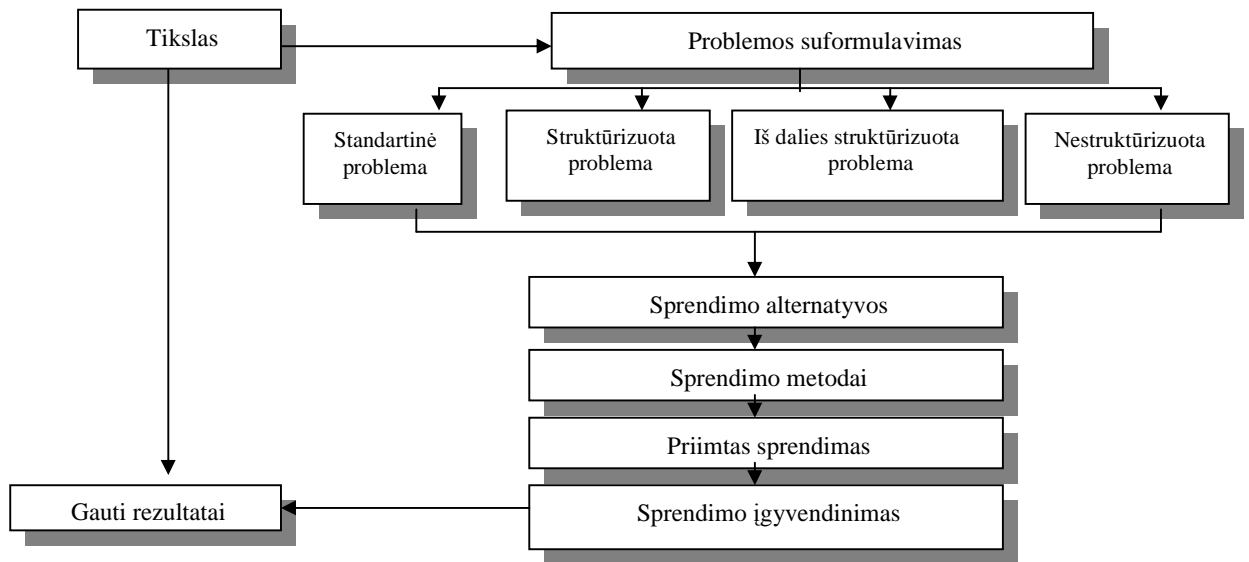 Tikslas
Problemos suformulavimas
Standartinė
problema
Struktūrizuota
problema
Iš dalies struktūrizuota
problema
Nestruktūrizuota
problema
Sprendimo alternatyvos
Sprendimo metodai
Priimtas sprendimas
Gauti rezultatai
Sprendimo įgyvendinimas